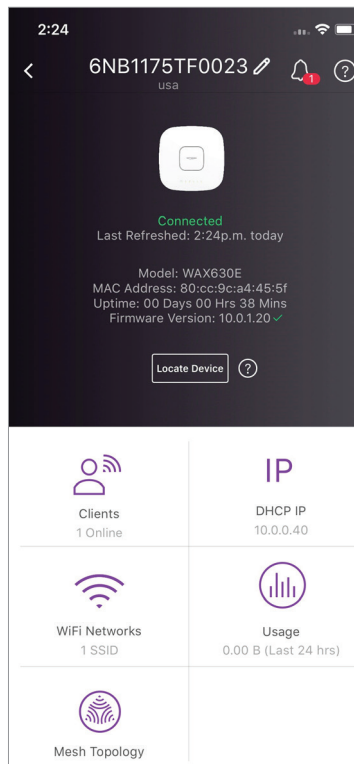 2:24
6NB1175TF0023
1
?
usa
Connected
Last Refreshed: 2:24p.m. today
Model: WAX630E
MAC Address: 80:cc:9c:a4:45:5f
Uptime: 00 Days 00 Hrs 38 Mins
Firmware Version: 10.0.1.20
Locate Device
?
Clients
1 Online
IP
DHCP IP
10.0.0.40
WiFi Networks
1 SSID
Usage
0.00 B (Last 24 hrs)
Mesh Topology